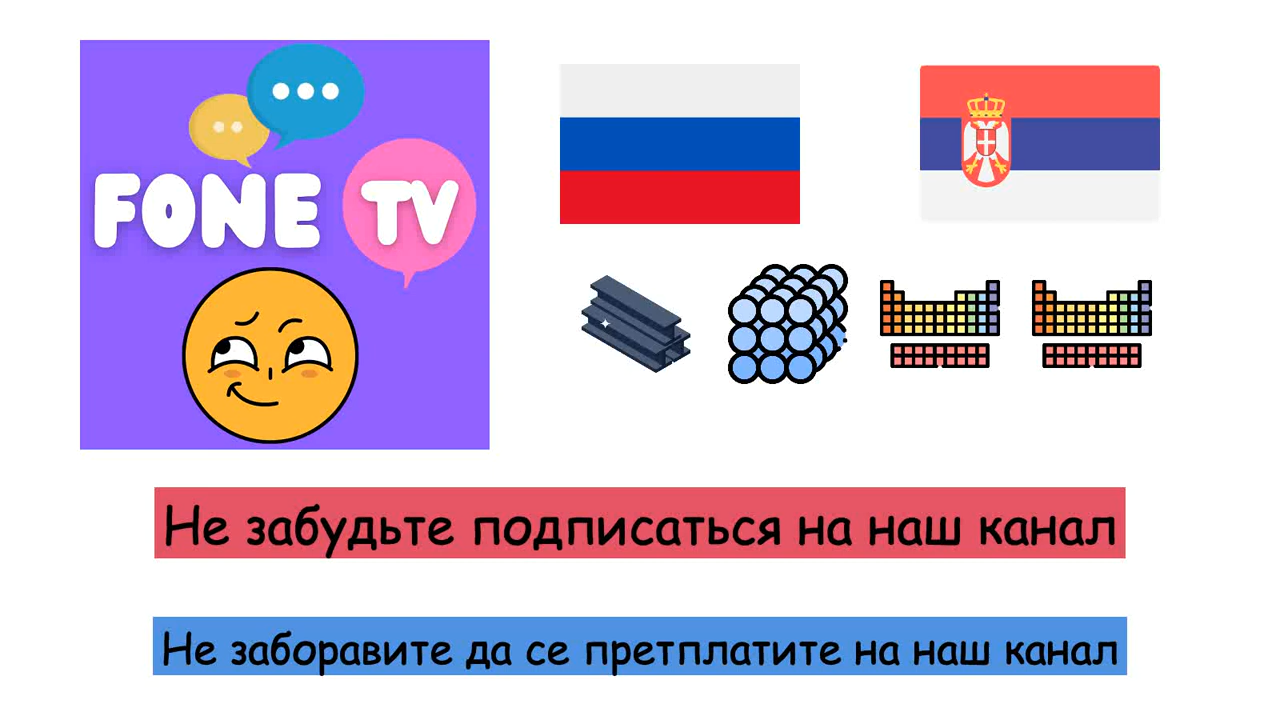 FONE TV
Не забудьте подписаться на наш канал
Не заборавите да се претплатите на наш канал